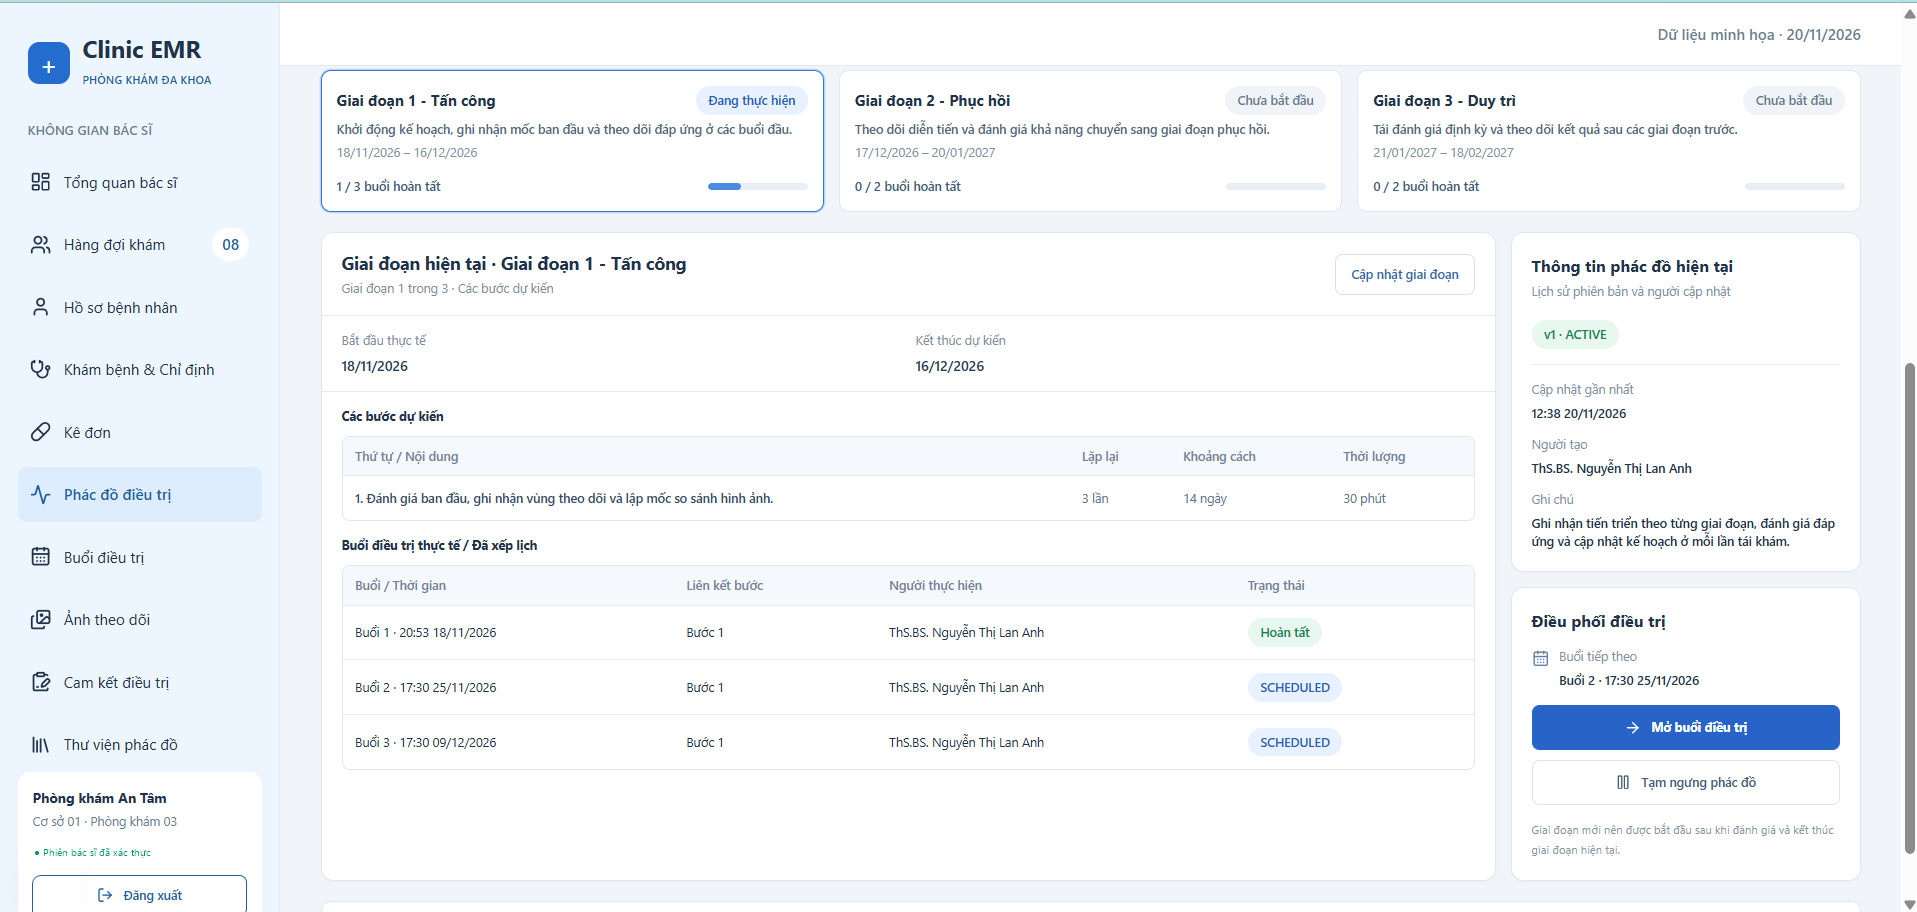 Clinic EMR
PHÒNG KHÁM ĐA KHOA
KHÔNG GIAN BÁC SĨ
Tổng quan bác sĩ
Hàng đợi khám 08
Hồ sơ bệnh nhân
Khám bệnh & Chỉ định
Kê đơn
Phác đồ điều trị
Buổi điều trị
Ảnh theo dõi
Cam kết điều trị
Thư viện phác đồ
Phòng khám An Tâm
Cơ sở 01 · Phòng khám 03
• Phiên bác sĩ đã xác thực
Đăng xuất
Dữ liệu minh họa · 20/11/2026
Giai đoạn 1 - Tấn công
Đang thực hiện
Khởi động kế hoạch, ghi nhận mốc ban đầu và theo dõi đáp ứng ở các buổi đầu.
18/11/2026 – 16/12/2026
1 / 3 buổi hoàn tất
Giai đoạn 2 - Phục hồi
Chưa bắt đầu
Theo dõi diễn tiến và đánh giá khả năng chuyển sang giai đoạn phục hồi.
17/12/2026 – 20/01/2027
0 / 2 buổi hoàn tất
Giai đoạn 3 - Duy trì
Chưa bắt đầu
Tái đánh giá định kỳ và theo dõi kết quả sau các giai đoạn trước.
21/01/2027 – 18/02/2027
0 / 2 buổi hoàn tất
Giai đoạn hiện tại · Giai đoạn 1 - Tấn công
Giai đoạn 1 trong 3 · Các bước dự kiến
Cập nhật giai đoạn
Bắt đầu thực tế
18/11/2026
Kết thúc dự kiến
16/12/2026
Các bước dự kiến
Thứ tự / Nội dung Lặp lại Khoảng cách Thời lượng
1. Đánh giá ban đầu, ghi nhận vùng theo dõi và lập mốc so sánh hình ảnh. 3 lần 14 ngày 30 phút
Buổi điều trị thực tế / Đã xếp lịch
Buổi / Thời gian Liên kết bước Người thực hiện Trạng thái
Buổi 1 · 20:53 18/11/2026 Bước 1 ThS.BS. Nguyễn Thị Lan Anh Hoàn tất
Buổi 2 · 17:30 25/11/2026 Bước 1 ThS.BS. Nguyễn Thị Lan Anh SCHEDULED
Buổi 3 · 17:30 09/12/2026 Bước 1 ThS.BS. Nguyễn Thị Lan Anh SCHEDULED
Thông tin phác đồ hiện tại
Lịch sử phiên bản và người cập nhật
v1 · ACTIVE
Cập nhật gần nhất
12:38 20/11/2026
Người tạo
ThS.BS. Nguyễn Thị Lan Anh
Ghi chú
Ghi nhận tiến triển theo từng giai đoạn, đánh giá đáp
ứng và cập nhật kế hoạch ở mỗi lần tái khám.
Điều phối điều trị
Buổi tiếp theo
Buổi 2 · 17:30 25/11/2026
Mở buổi điều trị
Tạm ngưng phác đồ
Giai đoạn mới nên được bắt đầu sau khi đánh giá và kết thúc
giai đoạn hiện tại.